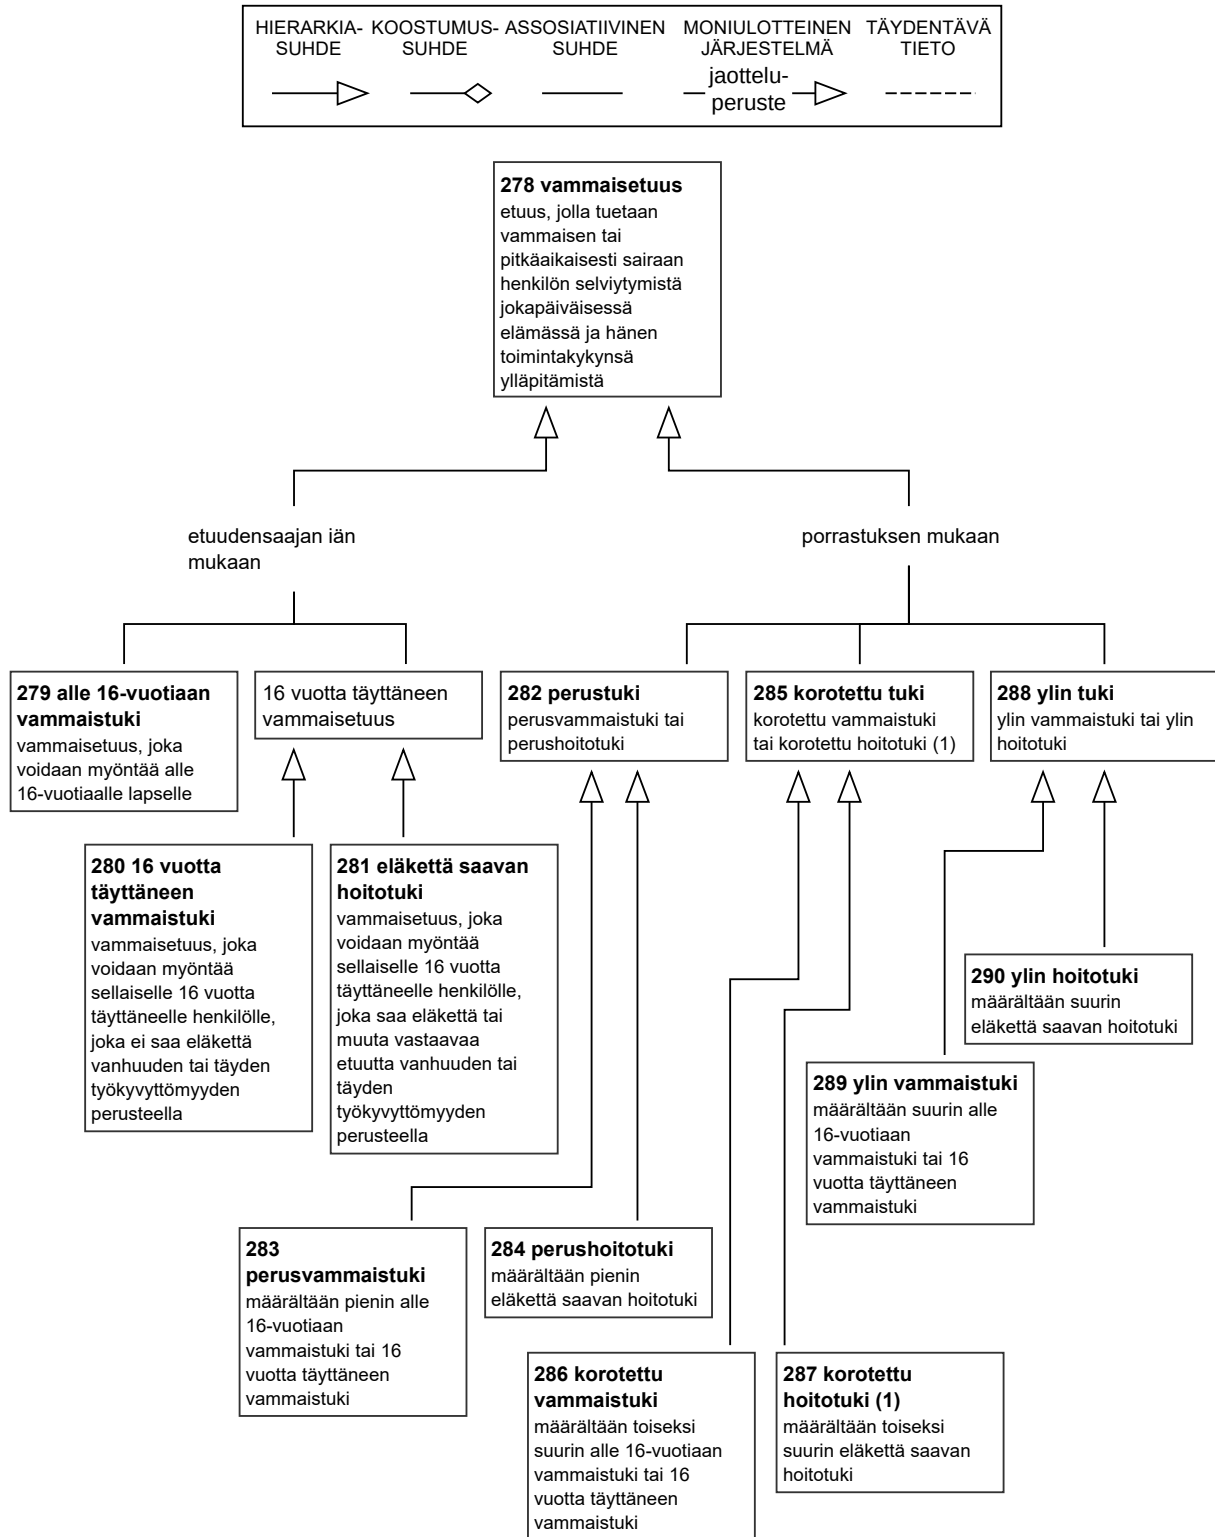 HIERARKIA-
SUHDE
KOOSTUMUS-
SUHDE
ASSOSIATIIVINEN
SUHDE
MONIULOTTEINEN
JÄRJESTELMÄ
TÄYDENTÄVÄ
TIETO
jaottelu-
peruste
278 vammaisetuus
etuus, jolla tuetaan
vammaisen tai
pitkäaikaisesti sairaan
henkilön selviytymistä
jokapäiväisessä
elämässä ja hänen
toimintakykynsä
ylläpitämistä
etuudensaajan iän
mukaan
porrastuksen mukaan
279 alle 16-vuotiaan
vammaistuki
vammaisetuus, joka
voidaan myöntää alle
16-vuotiaalle lapselle
16 vuotta täyttäneen
vammaisetuus
282 perustuki
perusvammaistuki tai
perushoitotuki
285 korotettu tuki
korotettu vammaistuki
tai korotettu hoitotuki (1)
288 ylin tuki
ylin vammaistuki tai ylin
hoitotuki
280 16 vuotta
täyttäneen
vammaistuki
vammaisetuus, joka
voidaan myöntää
sellaiselle 16 vuotta
täyttäneelle henkilölle,
joka ei saa eläkettä
vanhuuden tai täyden
työkyvyttömyyden
perusteella
281 eläkettä saavan
hoitotuki
vammaisetuus, joka
voidaan myöntää
sellaiselle 16 vuotta
täyttäneelle henkilölle,
joka saa eläkettä tai
muuta vastaavaa
etuutta vanhuuden tai
täyden
työkyvyttömyyden
perusteella
290 ylin hoitotuki
määrältään suurin
eläkettä saavan hoitotuki
289 ylin vammaistuki
määrältään suurin alle
16-vuotiaan
vammaistuki tai 16
vuotta täyttäneen
vammaistuki
283
perusvammaistuki
määrältään pienin alle
16-vuotiaan
vammaistuki tai 16
vuotta täyttäneen
vammaistuki
284 perushoitotuki
määrältään pienin
eläkettä saavan hoitotuki
286 korotettu
vammaistuki
määrältään toiseksi
suurin alle 16-vuotiaan
vammaistuki tai 16
vuotta täyttäneen
vammaistuki
287 korotettu
hoitotuki (1)
määrältään toiseksi
suurin eläkettä saavan
hoitotuki